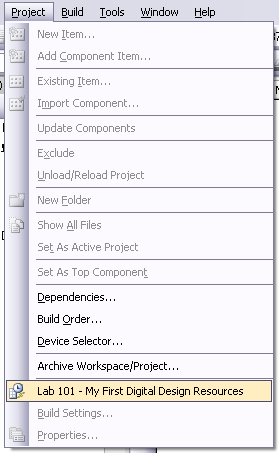 Project Build Tools Window Help
New Item...
Add Component Item...
Existing Item...
Import Component...
Update Components
Exclude
Unload/Reload Project
New Folder
Show All Files
Set As Active Project
Set As Top Component
Dependencies...
Build Order...
Device Selector...
Archive Workspace/Project...
Lab 101 - My First Digital Design Resources
Build Settings...
Properties...